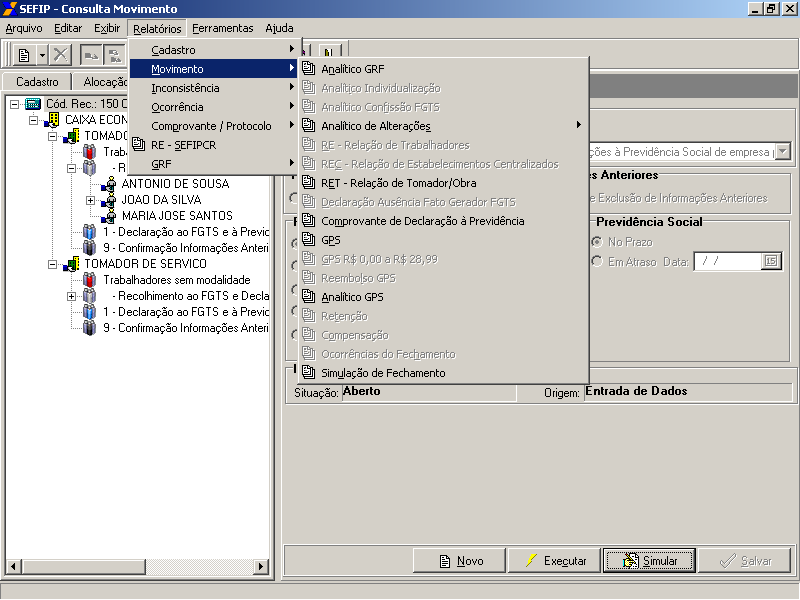 SEFIP - Consulta Movimento
Arquivo Editar Exibir Relatórios Ferramentas Ajuda
Cadastro Alocação
Cadastro
Movimento
Inconsistência
Ocorrência
Comprovante / Protocolo
RE - SEFIPCR
GRF
Analítico GRF
Analítico Individualização
Analítico Confissão FGTS
Analítico de Alterações
RE - Relação de Trabalhadores
REC - Relação de Estabelecimentos Centralizados
RET - Relação de Tomador/Obra
Declaração Ausência Fato Gerador FGTS
Comprovante de Declaração à Previdência
GPS
GPS R$ 0,00 a R$ 28,99
Reembolso GPS
Analítico GPS
Retenção
Compensação
Ocorrências do Fechamento
Simulação de Fechamento
Cód. Rec.: 150 C
CAIXA ECON
TOMADO
Trab
- R
ANTONIO DE SOUSA
JOAO DA SILVA
MARIA JOSE SANTOS
1 - Declaração ao FGTS e à Previc
9 - Confirmação Informações Anteri
TOMADOR DE SERVICO
Trabalhadores sem modalidade
- Recolhimento ao FGTS e Decla
1 - Declaração ao FGTS e à Previc
9 - Confirmação Informações Anteri
ções à Previdência Social de empresa
es Anteriores
e Exclusão de Informações Anteriores
Previdência Social
No Prazo
Em Atraso Data: / / 15
Situação: Aberto Origem: Entrada de Dados
Novo Executar Simular Salvar